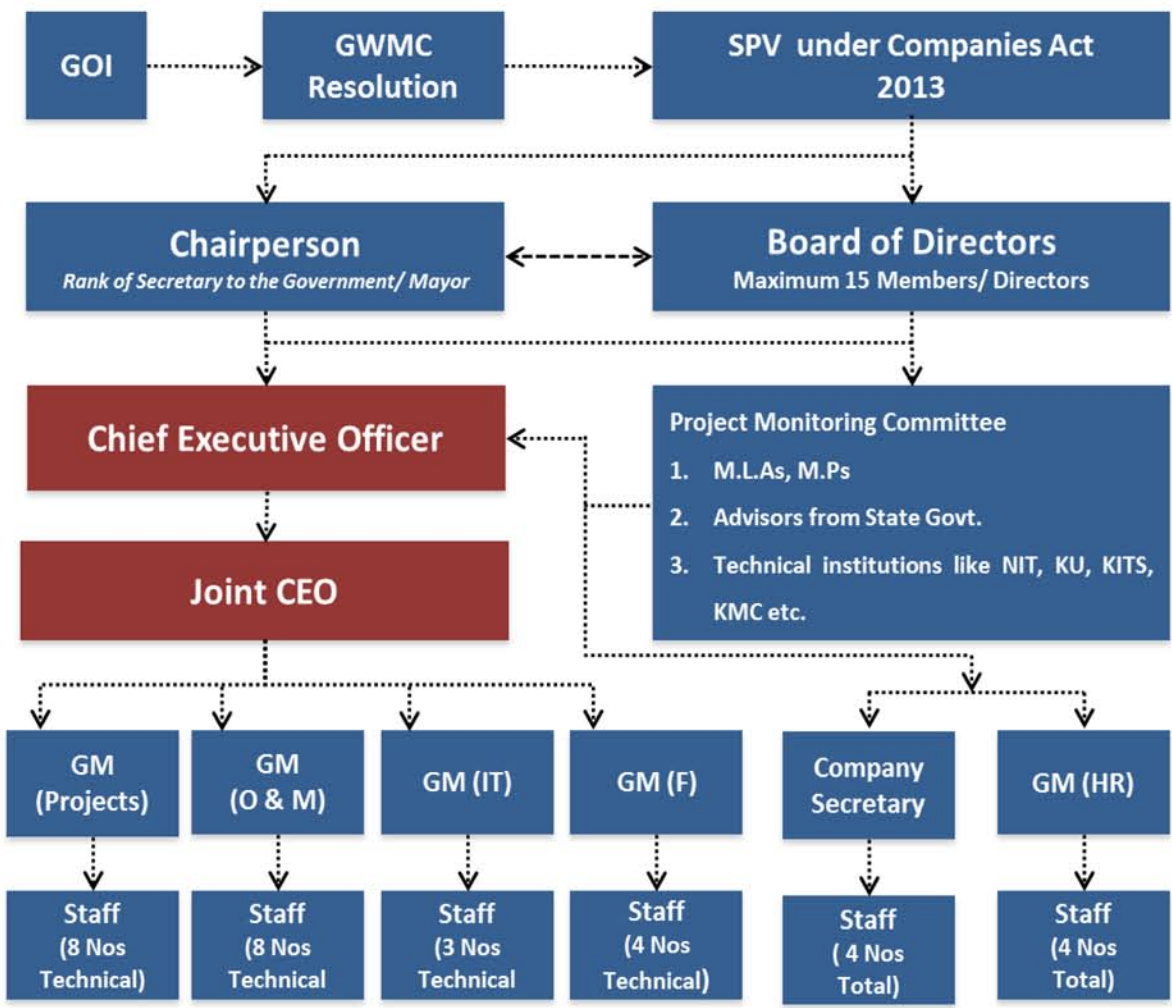 GOI
GWMC
Resolution
SPV under Companies Act
2013
Chairperson
Rank of Secretary to the Government/ Mayor
Board of Directors
Maximum 15 Members/ Directors
Chief Executive Officer
Project Monitoring Committee
1. M.L.As, M.Ps
2. Advisors from State Govt.
3. Technical institutions like NIT, KU, KITS,
KMC etc.
Joint CEO
GM
(Projects)
GM
(O & M)
GM (IT)
GM (F)
Company
Secretary
GM (HR)
Staff
(8 Nos
Technical)
Staff
(8 Nos
Technical
Staff
(3 Nos
Technical
Staff
(4 Nos
Technical)
Staff
( 4 Nos
Total)
Staff
(4 Nos
Total)